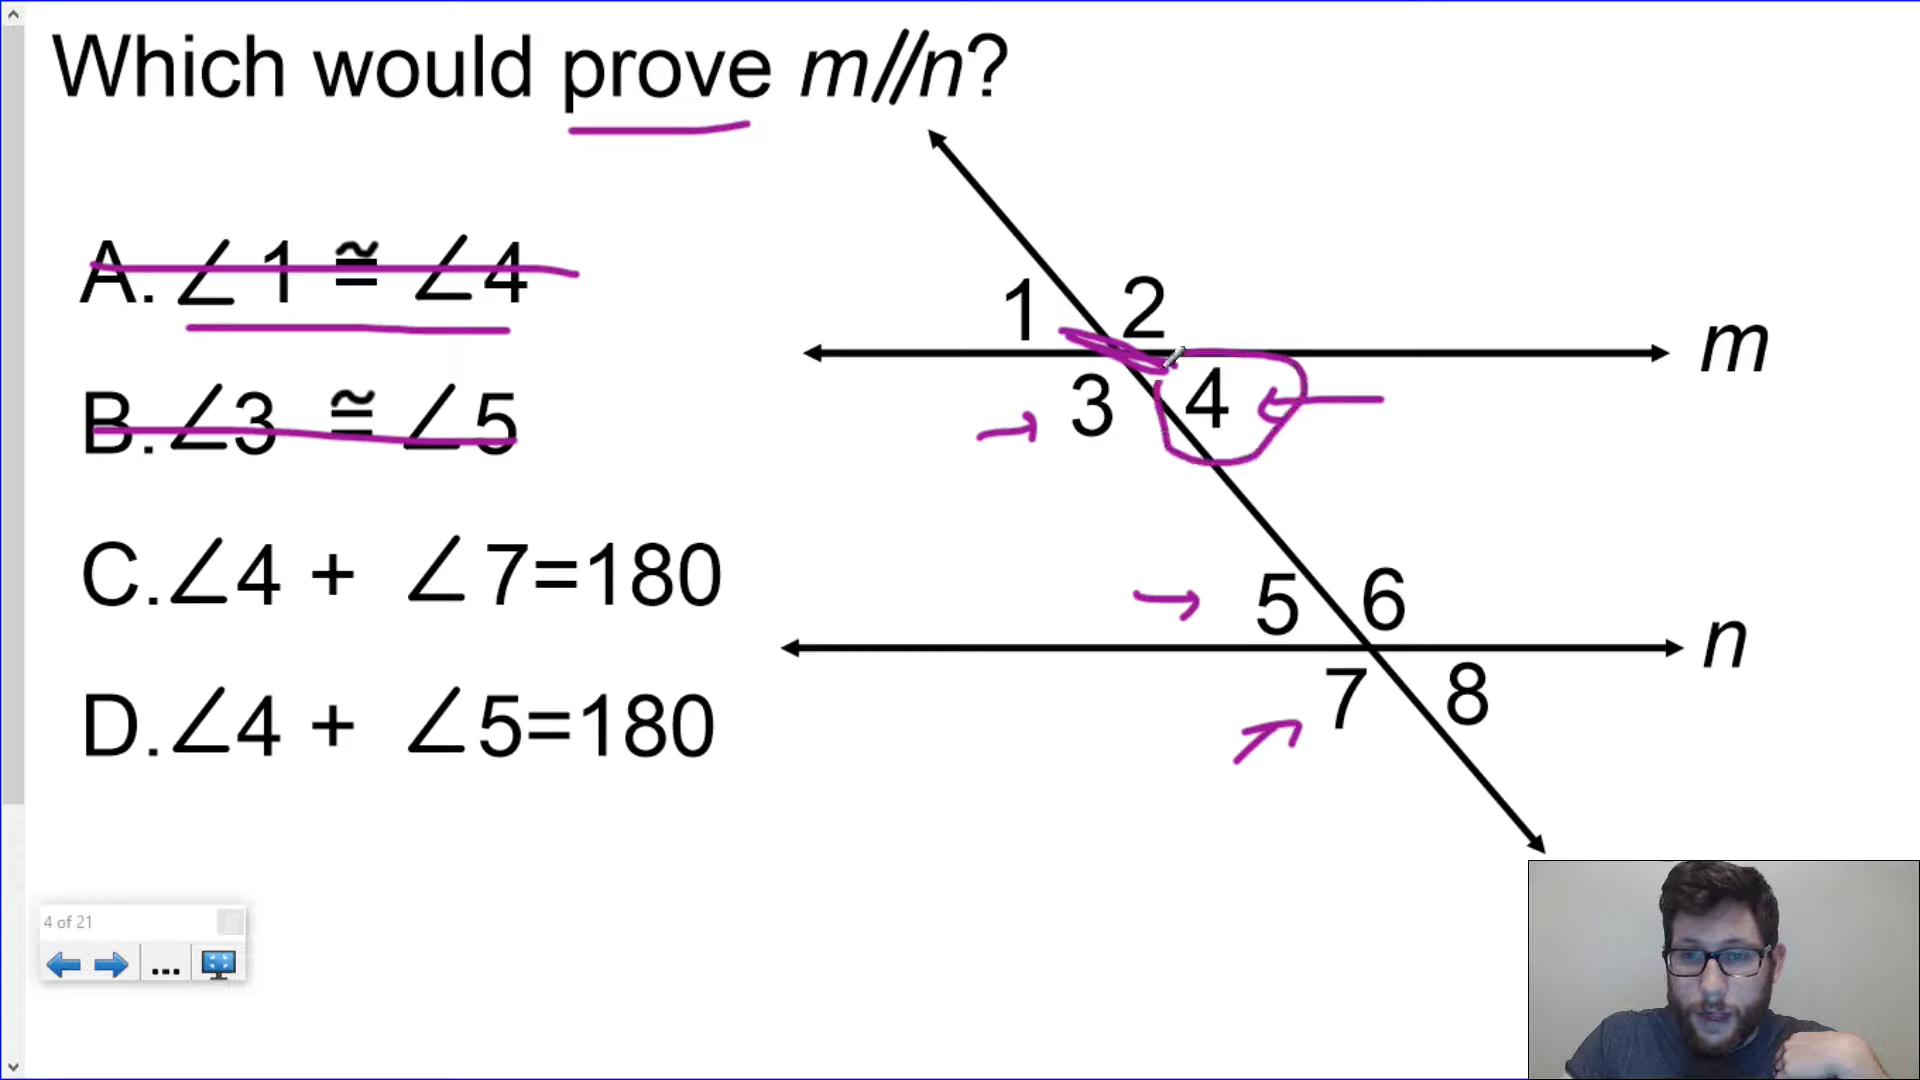 Which would prove m//n?
A. ∠1 ≅ ∠4
B. ∠3 ≅ ∠5
C. ∠4 + ∠7=180
D. ∠4 + ∠5=180
1 2
m
3 4
5 6
n
7 8
4 of 21
...